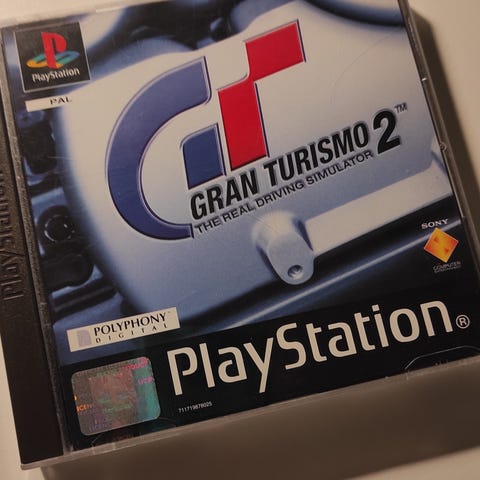 PlayStation
PAL
GT
GRAN TURISMO 2™
THE REAL DRIVING SIMULATOR
SONY
COMPUTER
POLYPHONY
DIGITAL
PlayStation®
711719878025
PlayStation